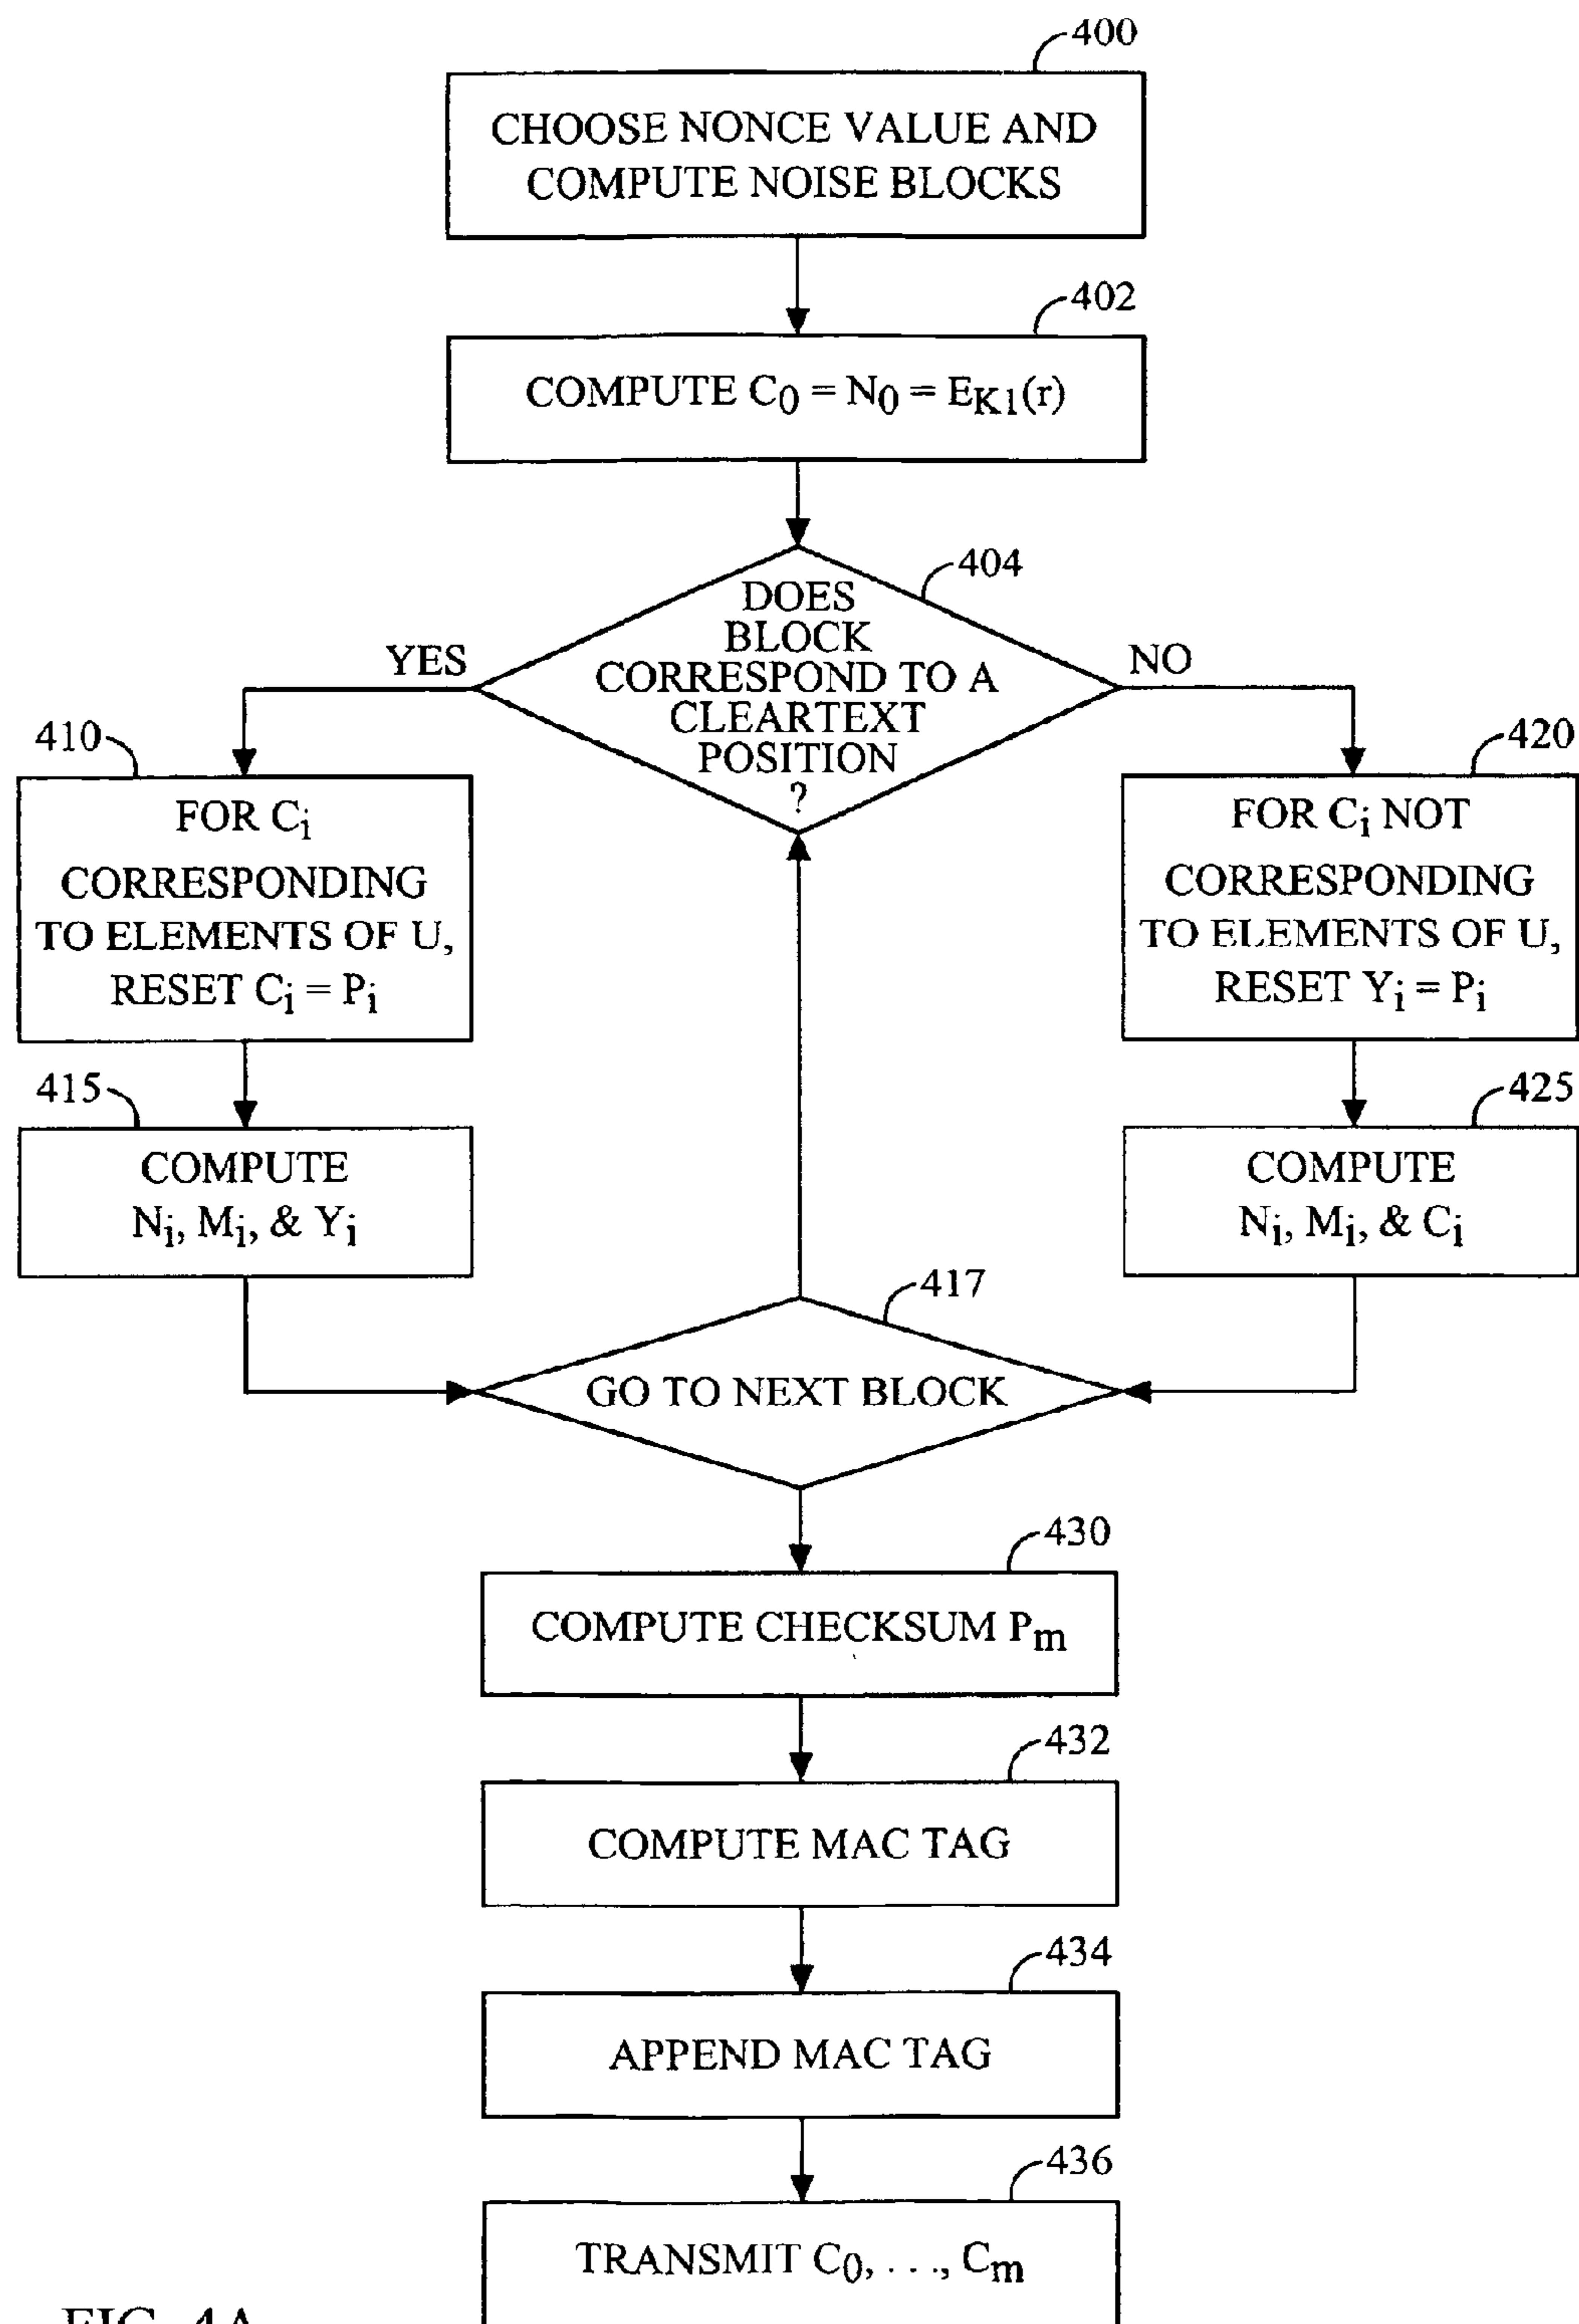 400
CHOOSE NONCE VALUE AND
COMPUTE NOISE BLOCKS
402
COMPUTE C0 = N0 = EK1(r)
404
DOES
BLOCK
CORRESPOND TO A
CLEARTEXT
POSITION
?
YES
NO
410
FOR Ci
CORRESPONDING
TO ELEMENTS OF U,
RESET Ci = Pi
420
FOR Ci NOT
CORRESPONDING
TO ELEMENTS OF U,
RESET Yi = Pi
415
COMPUTE
Ni, Mi, & Yi
425
COMPUTE
Ni, Mi, & Ci
417
GO TO NEXT BLOCK
430
COMPUTE CHECKSUM Pm
432
COMPUTE MAC TAG
434
APPEND MAC TAG
436
TRANSMIT C0, . . ., Cm
FIG. 4A